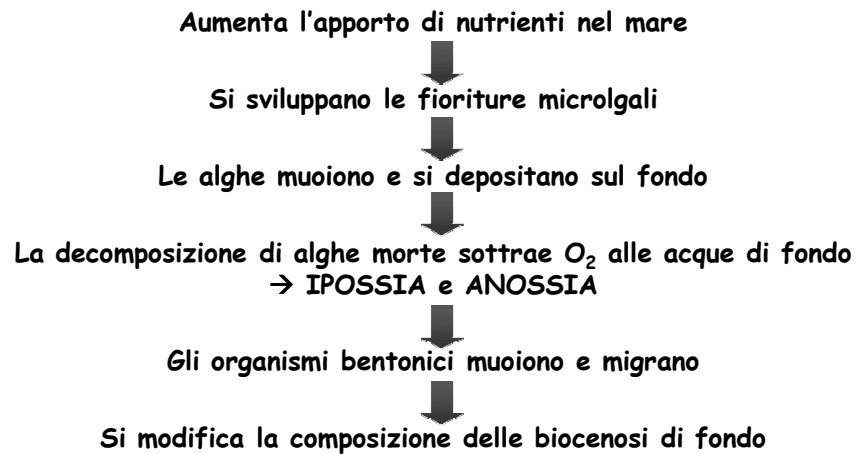 Aumenta l'apporto di nutrienti nel mare
Si sviluppano le fioriture microlgali
Le alghe muoiono e si depositano sul fondo
La decomposizione di alghe morte sottrae O₂ alle acque di fondo
→ IPOSSIA e ANOSSIA
Gli organismi bentonici muoiono e migrano
Si modifica la composizione delle biocenosi di fondo